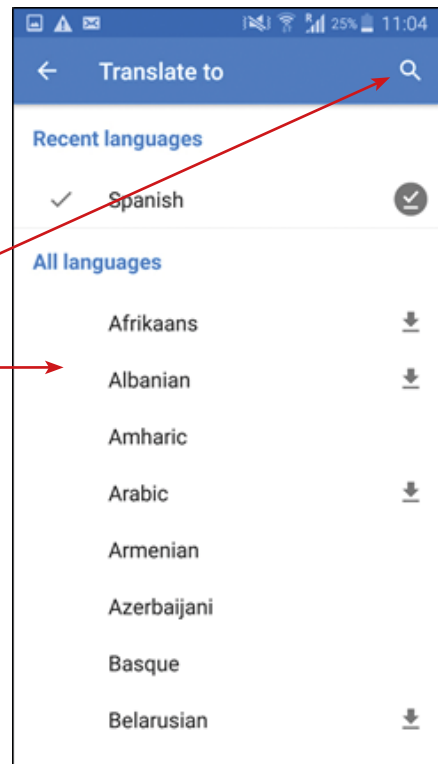 25% 11:04
Translate to
Recent languages
Spanish
All languages
Afrikaans
Albanian
Amharic
Arabic
Armenian
Azerbaijani
Basque
Belarusian